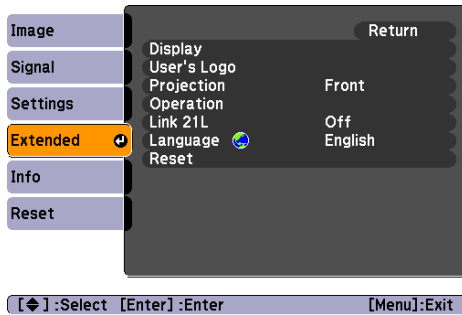 Image
Signal
Settings
Extended
Info
Reset
Return
Display
User's Logo
Projection Front
Operation
Link 21L Off
Language English
Reset
[◆] :Select [Enter] :Enter [Menu]:Exit